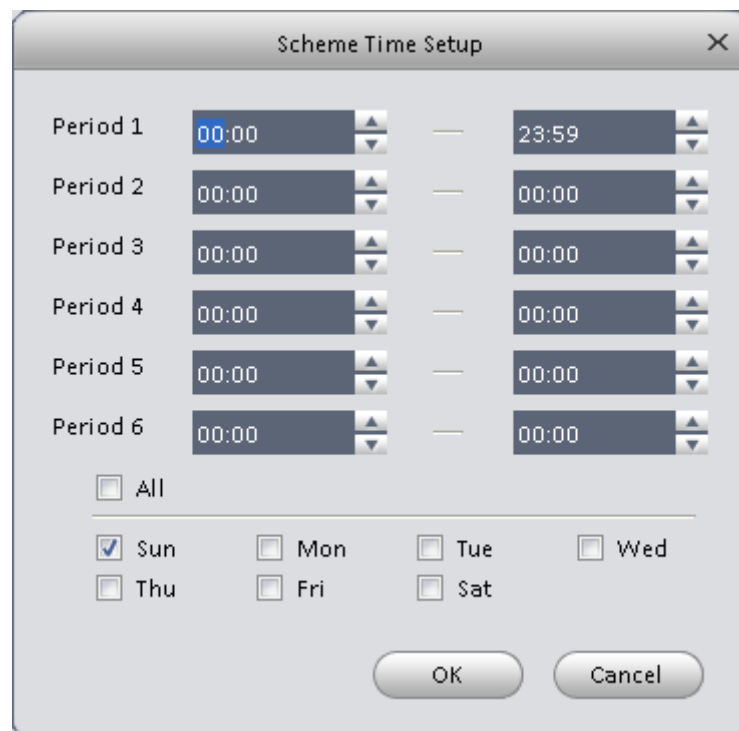 Scheme Time Setup
Period 1 00:00 — 23:59
Period 2 00:00 — 00:00
Period 3 00:00 — 00:00
Period 4 00:00 — 00:00
Period 5 00:00 — 00:00
Period 6 00:00 — 00:00
All
Sun Mon Tue Wed
Thu Fri Sat
OK Cancel